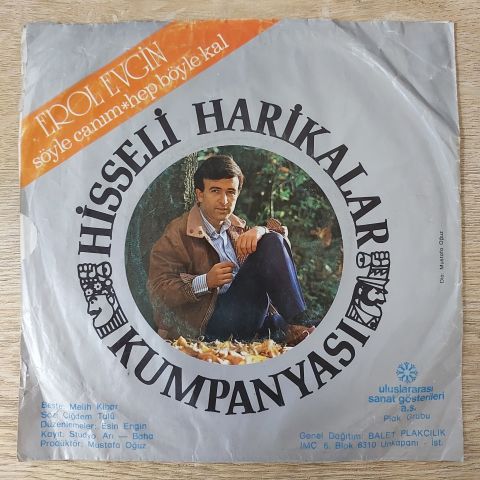 EROL EVGİN
söyle canım*hep böyle kal
HİSSELİ HARİKALAR
KUMPANYASI
Diz: Mustafa Oğuz
uluslararası
sanat gösterileri
a.ş.
Plak Grubu
Beste: Melih Kibar
Söz: Çiğdem Talû
Düzenlemeler: Esin Engin
Kayıt: Stüdyo Arı — Baha
Prodüktör: Mustafa Oğuz
Genel Dağıtım: BALET PLAKÇILIK
İMÇ 6. Blok 6310 Unkapanı - İst.